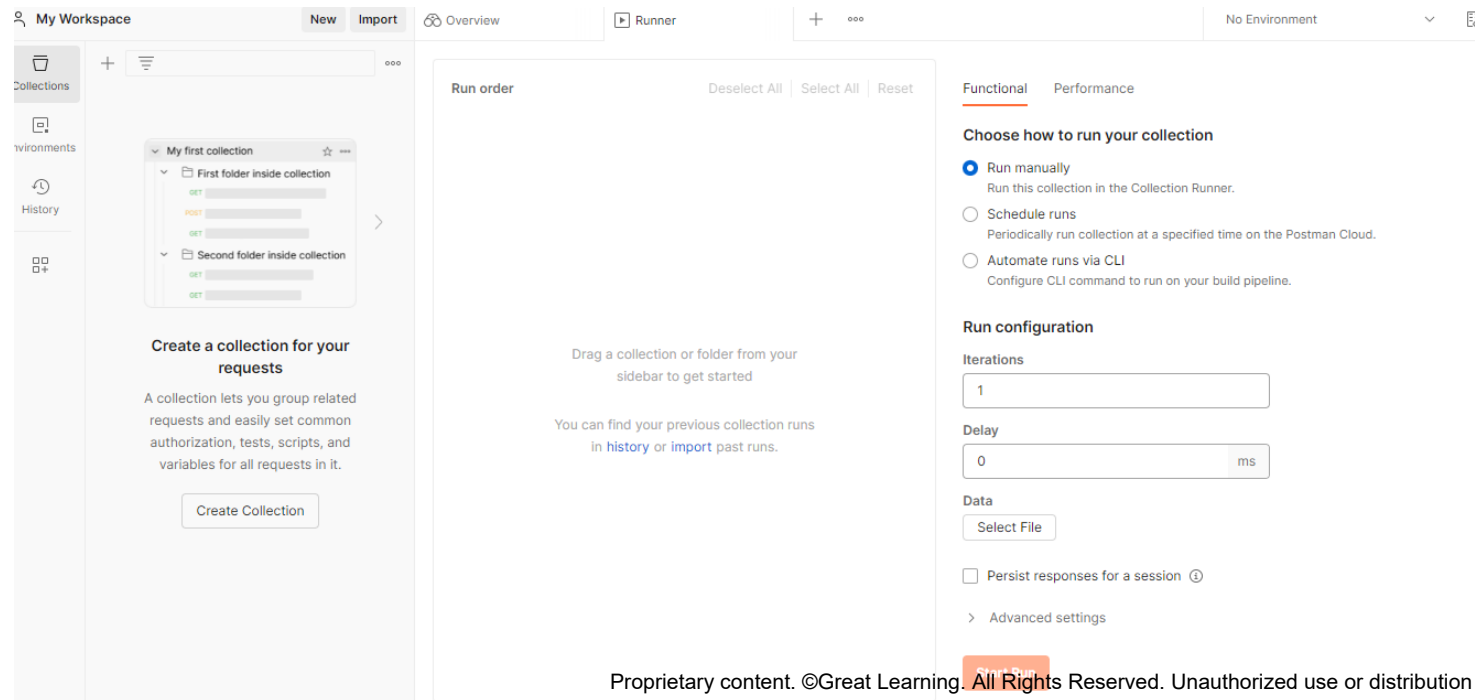 My Workspace
New
Import
Overview
Runner
No Environment
Collections
nvironments
History
My first collection
First folder inside collection
GET
POST
GET
Second folder inside collection
GET
GET
Create a collection for your
requests
A collection lets you group related
requests and easily set common
authorization, tests, scripts, and
variables for all requests in it.
Create Collection
Run order
Deselect All
Select All
Reset
Drag a collection or folder from your
sidebar to get started
You can find your previous collection runs
in history or import past runs.
Functional
Performance
Choose how to run your collection
Run manually
Run this collection in the Collection Runner.
Schedule runs
Periodically run collection at a specified time on the Postman Cloud.
Automate runs via CLI
Configure CLI command to run on your build pipeline.
Run configuration
Iterations
1
Delay
0
ms
Data
Select File
Persist responses for a session
Advanced settings
Start Run
Proprietary content. ©Great Learning. All Rights Reserved. Unauthorized use or distribution